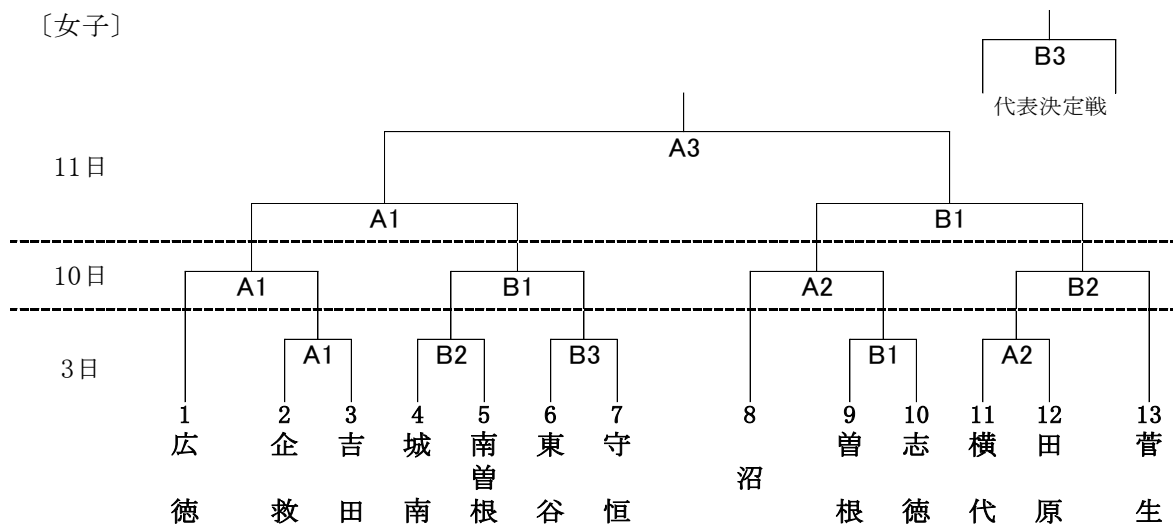 〔女子〕
B3
代表決定戦
A3
11日
A1 B1
10日
A1 B1 A2 B2
3日
A1 B2 B3 B1 A2
1 2 3 4 5 6 7 8 9 10 11 12 13
広徳
企救
吉田
城南
南曽根
東谷
守恒
沼
曽根
志徳
横代
田原
菅生